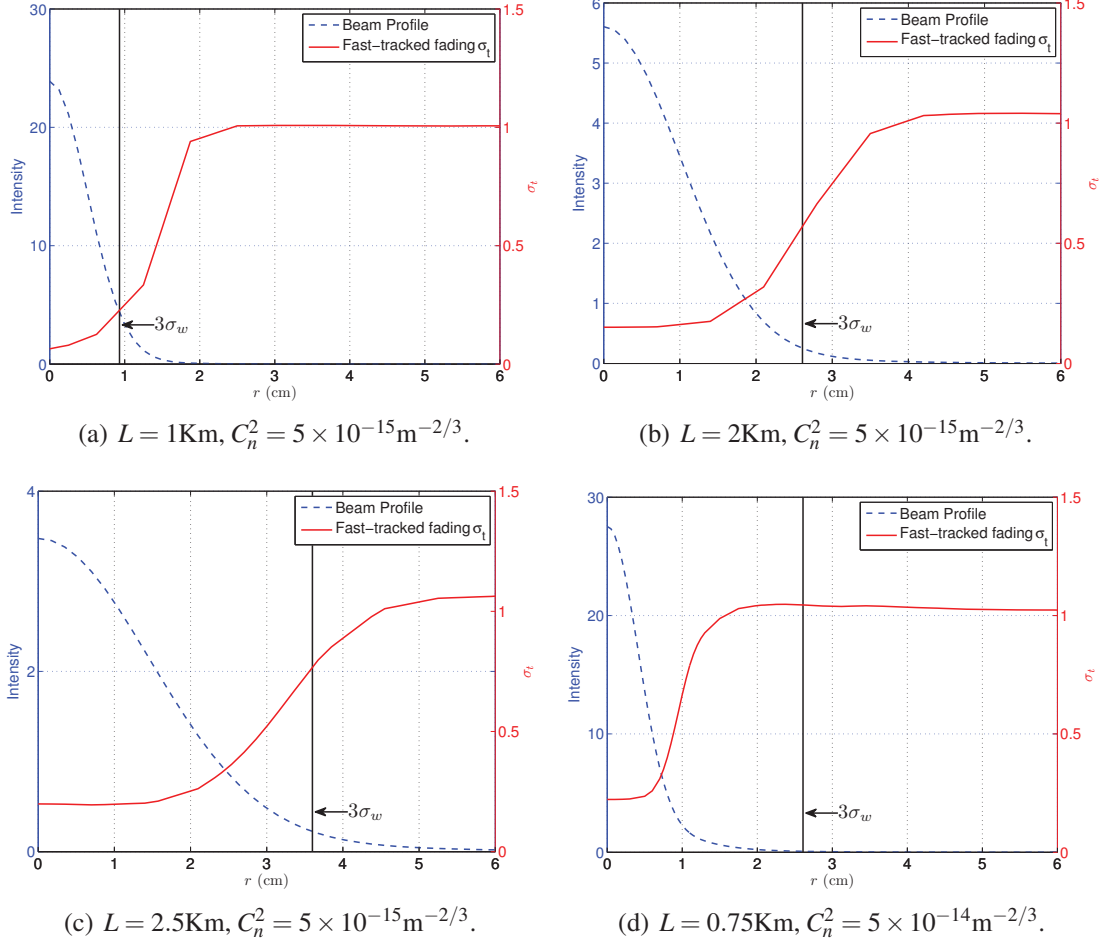 30
20
10
0
Intensity
1.5
1
0.5
0
σt
Beam Profile
Fast-tracked fading σt
3σw
0 1 2 3 4 5 6
r (cm)
(a) L = 1Km, C_n^2 = 5 × 10^−15 m^−2/3.
6
5
4
3
2
1
0
Intensity
1.5
1
0.5
0
σt
Beam Profile
Fast-tracked fading σt
3σw
0 1 2 3 4 5 6
r (cm)
(b) L = 2Km, C_n^2 = 5 × 10^−15 m^−2/3.
4
2
0
Intensity
1.5
1
0.5
0
σt
Beam Profile
Fast-tracked fading σt
3σw
0 1 2 3 4 5 6
r (cm)
(c) L = 2.5Km, C_n^2 = 5 × 10^−15 m^−2/3.
30
20
10
0
Intensity
1.5
1
0.5
0
σt
Beam Profile
Fast-tracked fading σt
3σw
0 1 2 3 4 5 6
r (cm)
(d) L = 0.75Km, C_n^2 = 5 × 10^−14 m^−2/3.